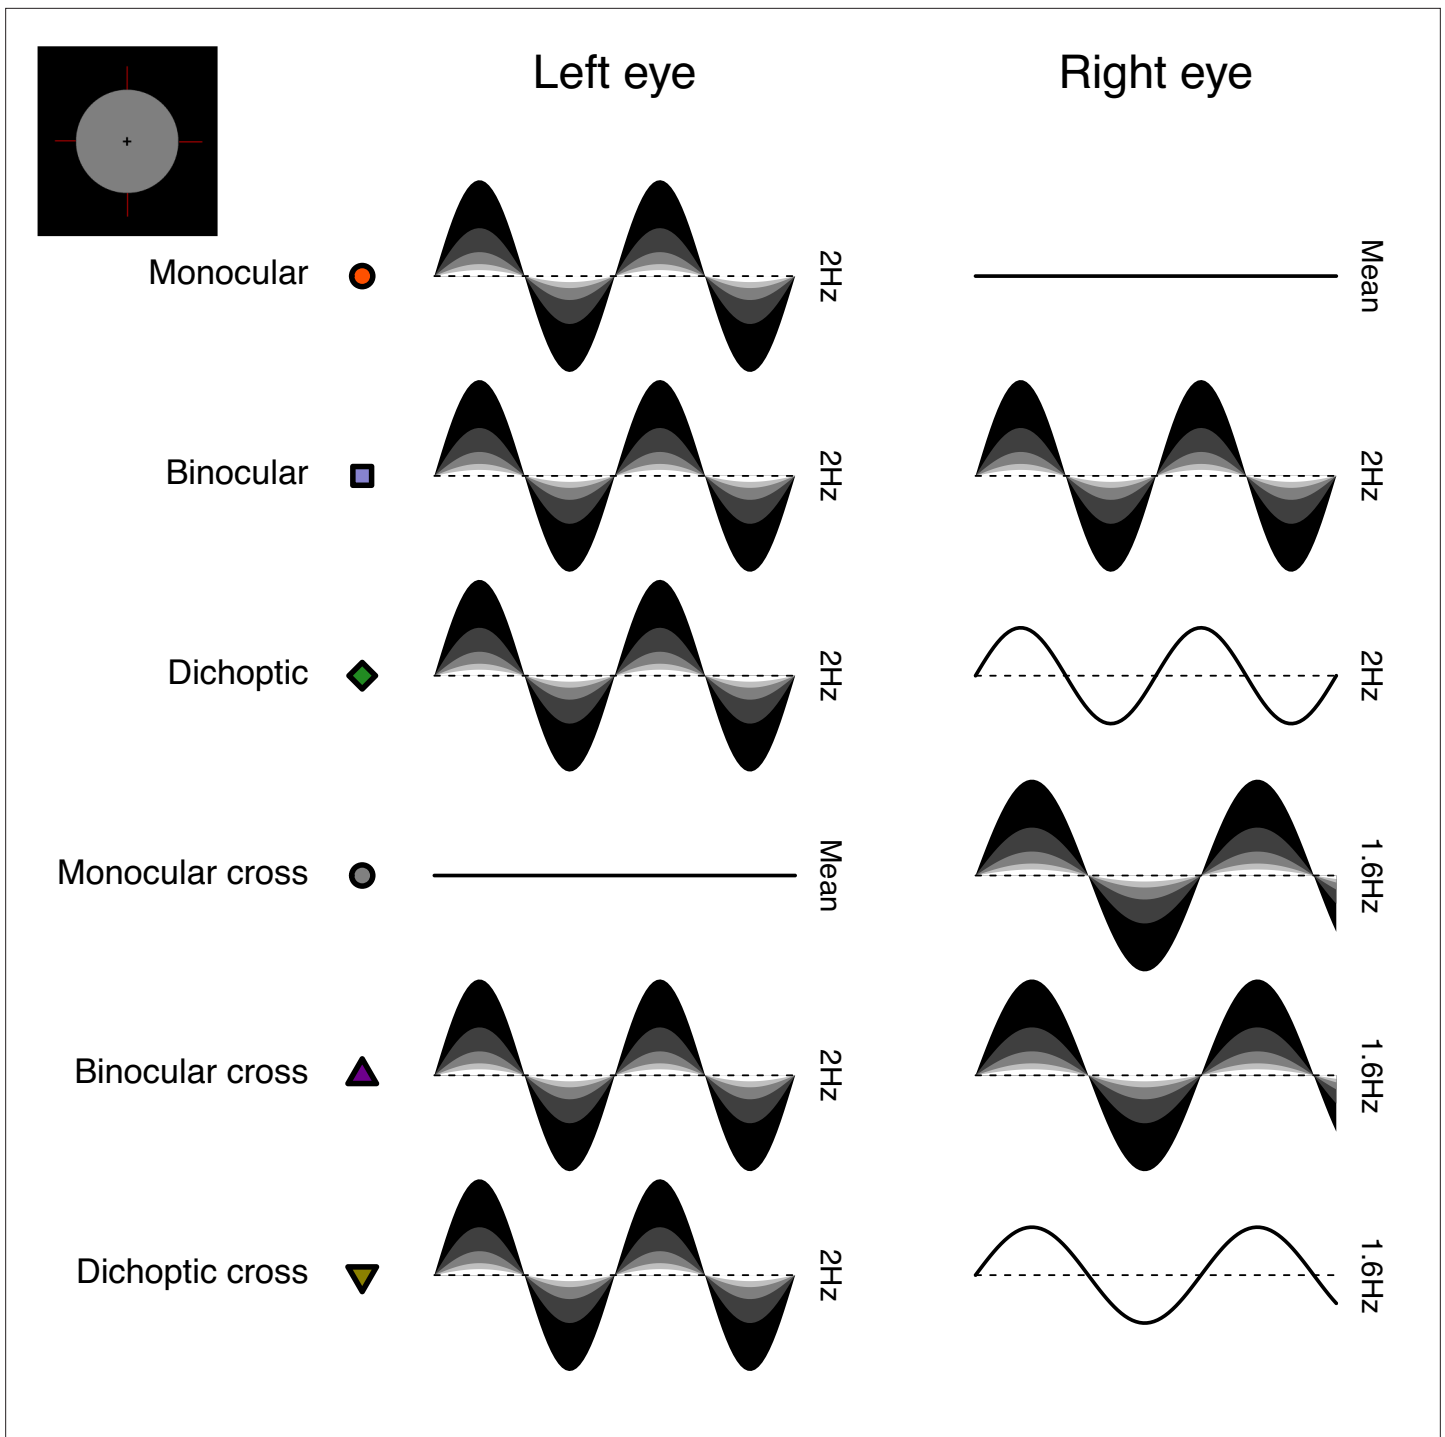 Left eye
Right eye
Monocular
2Hz
Mean
Binocular
2Hz
2Hz
Dichoptic
2Hz
2Hz
Monocular cross
Mean
1.6Hz
Binocular cross
2Hz
1.6Hz
Dichoptic cross
2Hz
1.6Hz